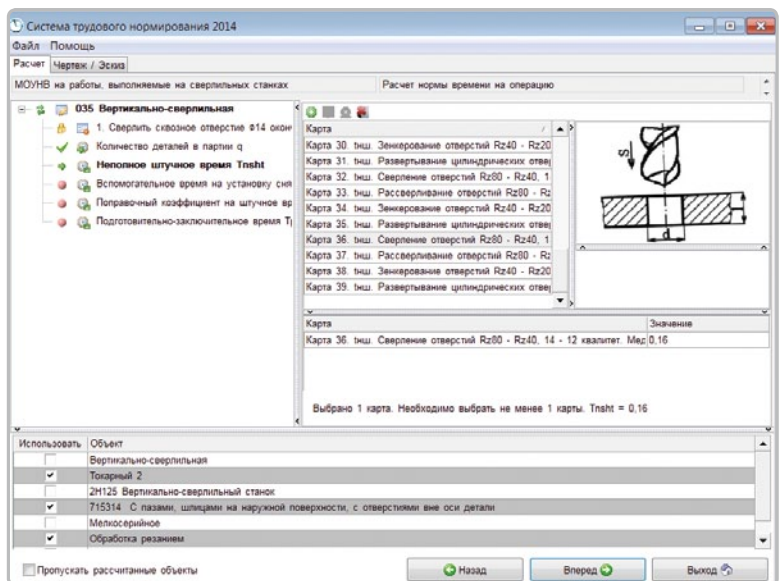 Система трудового нормирования 2014
Файл Помощь
Расчет Чертеж / Эскиз
МОУНВ на работы, выполняемые на сверлильных станках Расчет нормы времени на операцию
035 Вертикально-сверлильная
1. Сверлить сквозное отверстие Ф14 окон
Количество деталей в партии q
Неполное штучное время Tnsht
Вспомогательное время на установку сня
Поправочный коэффициент на штучное вр
Подготовительно-заключительное время Т
Карта
Карта 30. tнш. Зенкерование отверстий Rz40 - Rz20
Карта 31. tнш. Развертывание цилиндрических отве
Карта 32. tнш. Сверление отверстий Rz80 - Rz40, 1
Карта 33. tнш. Рассверливание отверстий Rz80 - Rz
Карта 34. tнш. Зенкерование отверстий Rz40 - Rz20
Карта 35. tнш. Развертывание цилиндрических отве
Карта 36. tнш. Сверление отверстий Rz80 - Rz40, 1
Карта 37. tнш. Рассверливание отверстий Rz80 - Rz
Карта 38. tнш. Зенкерование отверстий Rz40 - Rz20
Карта 39. tнш. Развертывание цилиндрических отве
S
d
Карта Значение
Карта 36. tнш. Сверление отверстий Rz80 - Rz40, 14 - 12 квалитет. Мед 0,16
Выбрано 1 карта. Необходимо выбрать не менее 1 карты. Tnsht = 0,16
Использовать Объект
Вертикально-сверлильная
Токарный 2
2Н125 Вертикально-сверлильный станок
715314 С пазами, шлицами на наружной поверхности, с отверстиями вне оси детали
Мелкосерийное
Обработка резанием
Пропускать рассчитанные объекты
Назад Вперед Выход